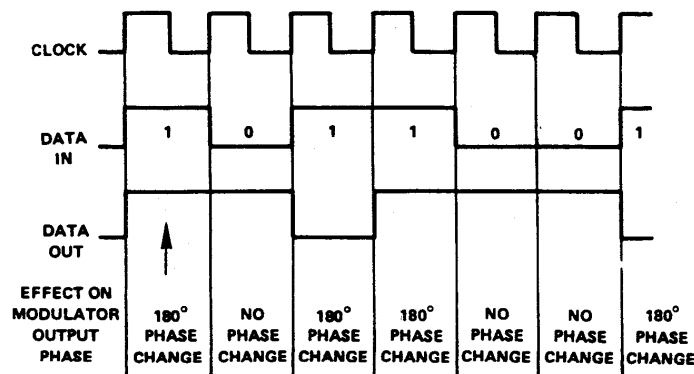 CLOCK
DATA IN
1 0 1 1 0 0 1
DATA OUT
EFFECT ON MODULATOR OUTPUT PHASE
180° PHASE CHANGE
NO PHASE CHANGE
180° PHASE CHANGE
180° PHASE CHANGE
NO PHASE CHANGE
NO PHASE CHANGE
180° PHASE CHANGE